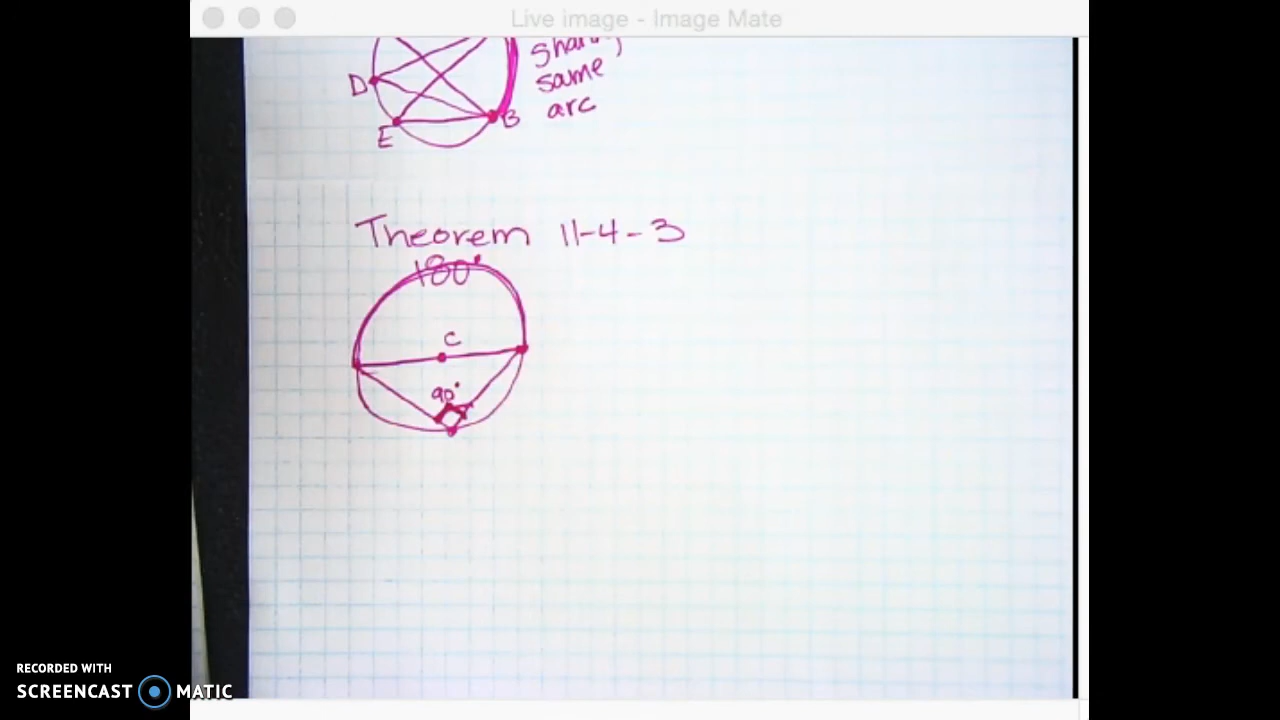 Live image - Image Mate
same
arc
D
B
E
Theorem 11-4-3
180°
C
90°
RECORDED WITH
SCREENCAST MATIC